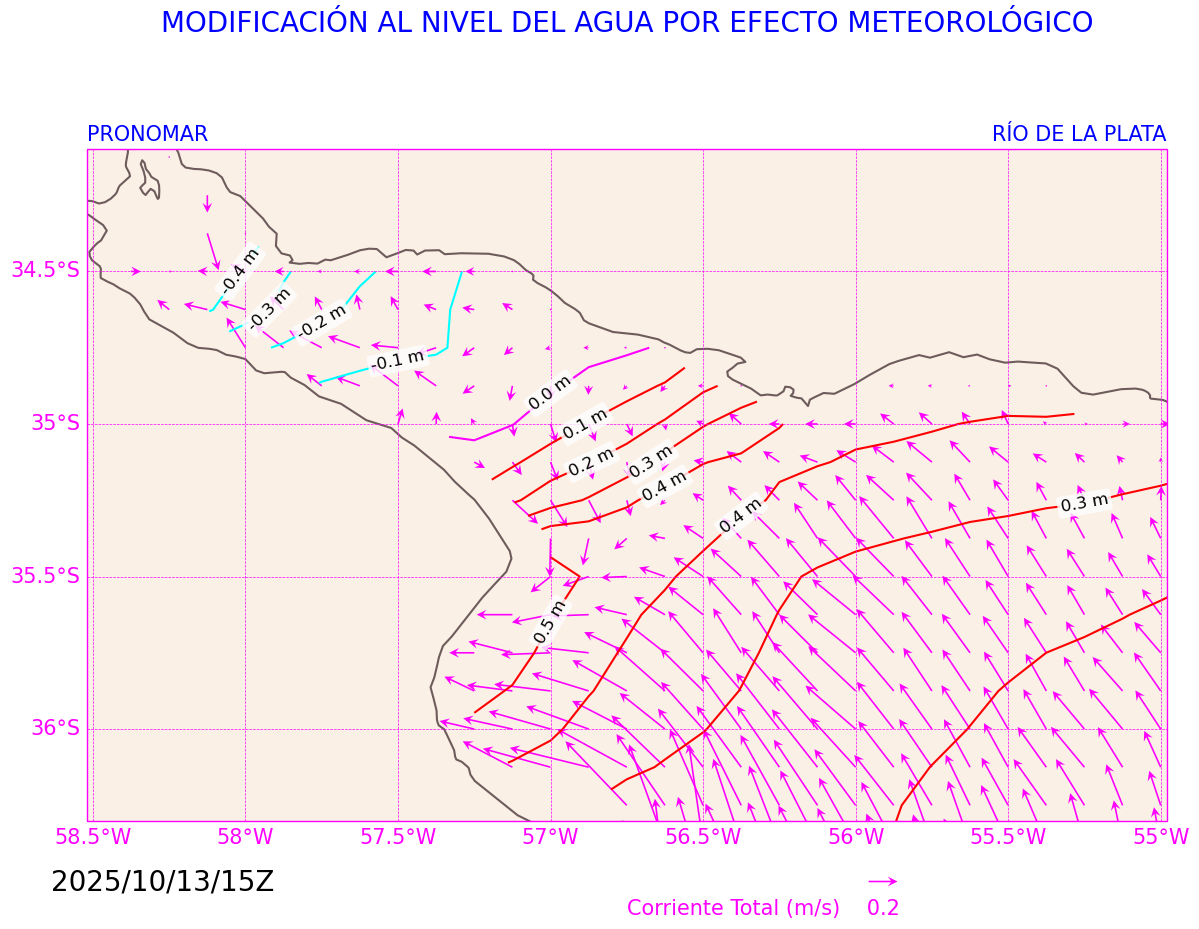 MODIFICACIÓN AL NIVEL DEL AGUA POR EFECTO METEOROLÓGICO
PRONOMAR
RÍO DE LA PLATA
-0.4 m
-0.3 m
-0.2 m
-0.1 m
0.0 m
0.1 m
0.2 m
0.3 m
0.4 m
0.4 m
0.3 m
0.5 m
34.5°S
35°S
35.5°S
36°S
58.5°W 58°W 57.5°W 57°W 56.5°W 56°W 55.5°W 55°W
2025/10/13/15Z
Corriente Total (m/s) 0.2